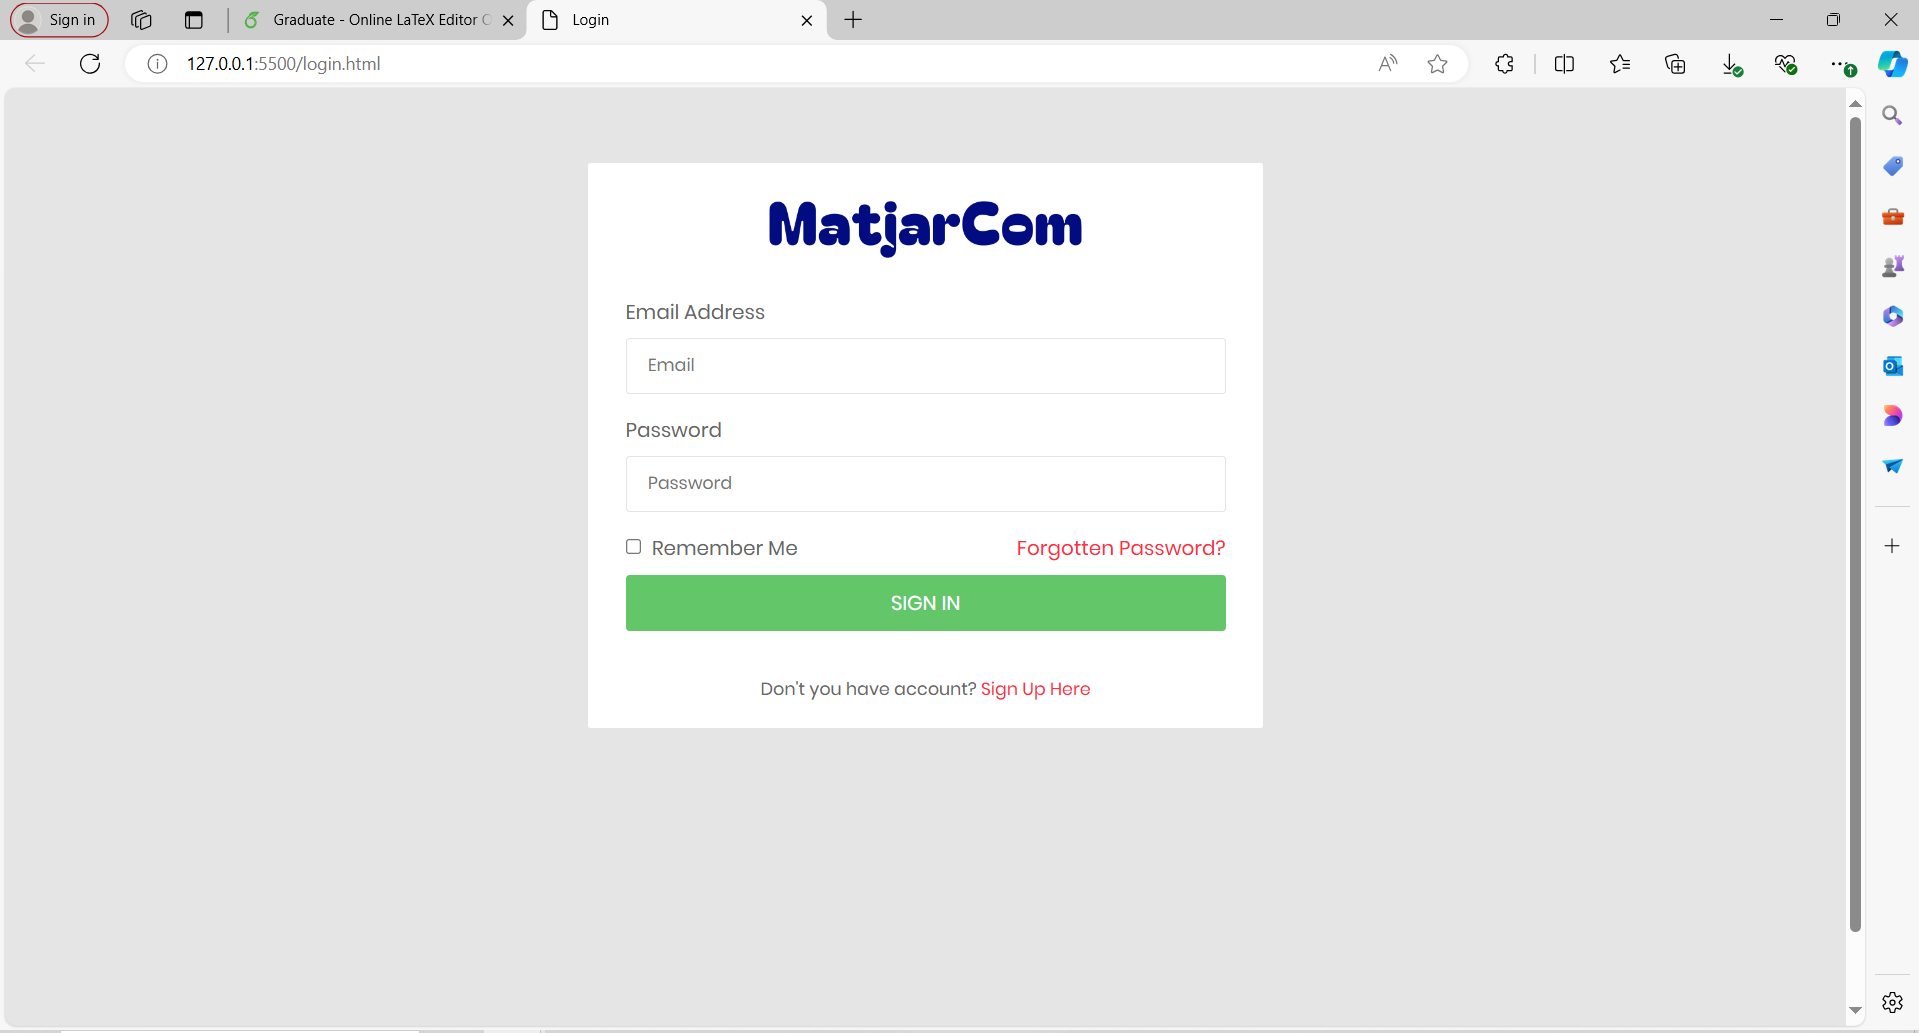 Sign in
Graduate - Online LaTeX Editor
Login
127.0.0.1:5500/login.html
MatjarCom
Email Address
Email
Password
Password
Remember Me
Forgotten Password?
SIGN IN
Don't you have account? Sign Up Here